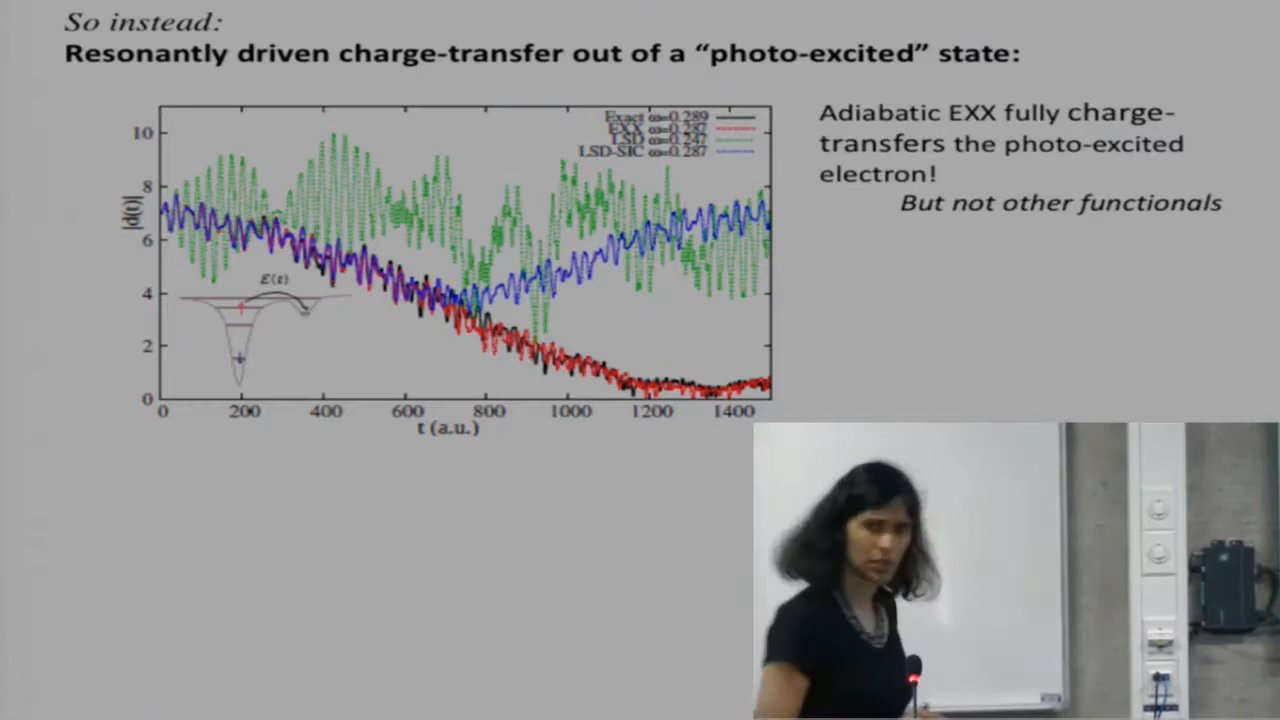 So instead:
Resonantly driven charge-transfer out of a “photo-excited” state:
Exact ω=0.289
EXX ω=0.287
LSD ω=0.247
LSD-SIC ω=0.287
10
8
6
4
2
0
|d(t)|
ℰ(t)
0 200 400 600 800 1000 1200 1400
t (a.u.)
Adiabatic EXX fully charge-
transfers the photo-excited
electron!
But not other functionals